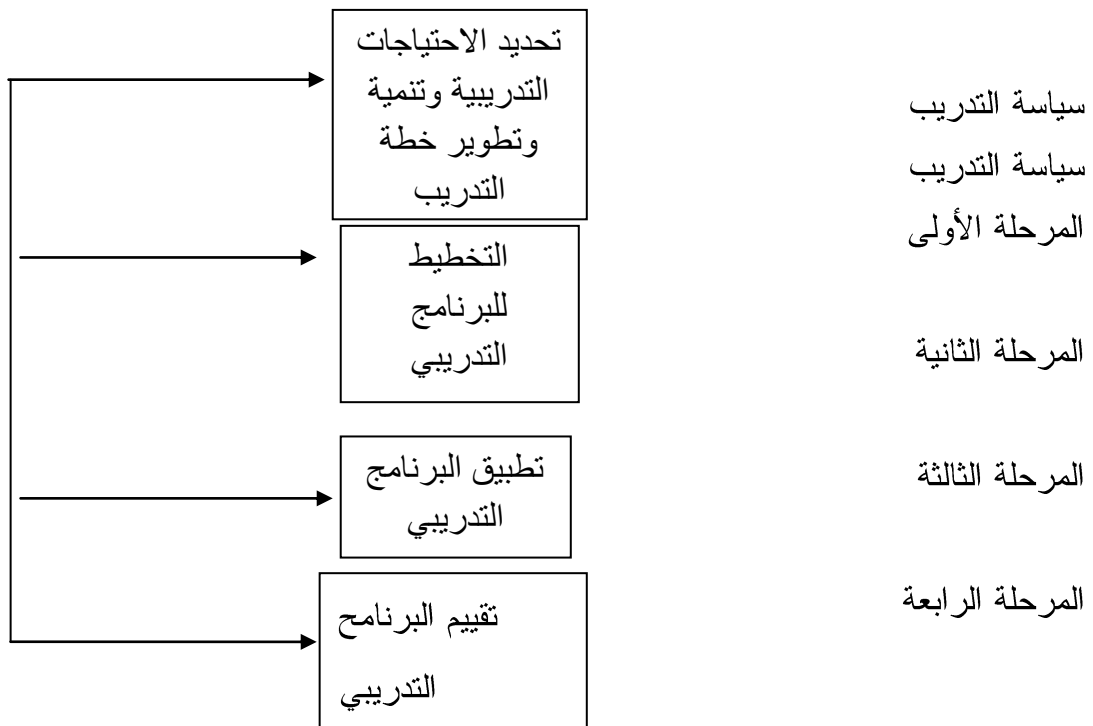 سياسة التدريب
سياسة التدريب
المرحلة الأولى
المرحلة الثانية
المرحلة الثالثة
المرحلة الرابعة
تحديد الاحتياجات
التدريبية وتنمية
وتطوير خطة
التدريب
التخطيط
للبرنامج
التدريبي
تطبيق البرنامج
التدريبي
تقييم البرنامح
التدريبي